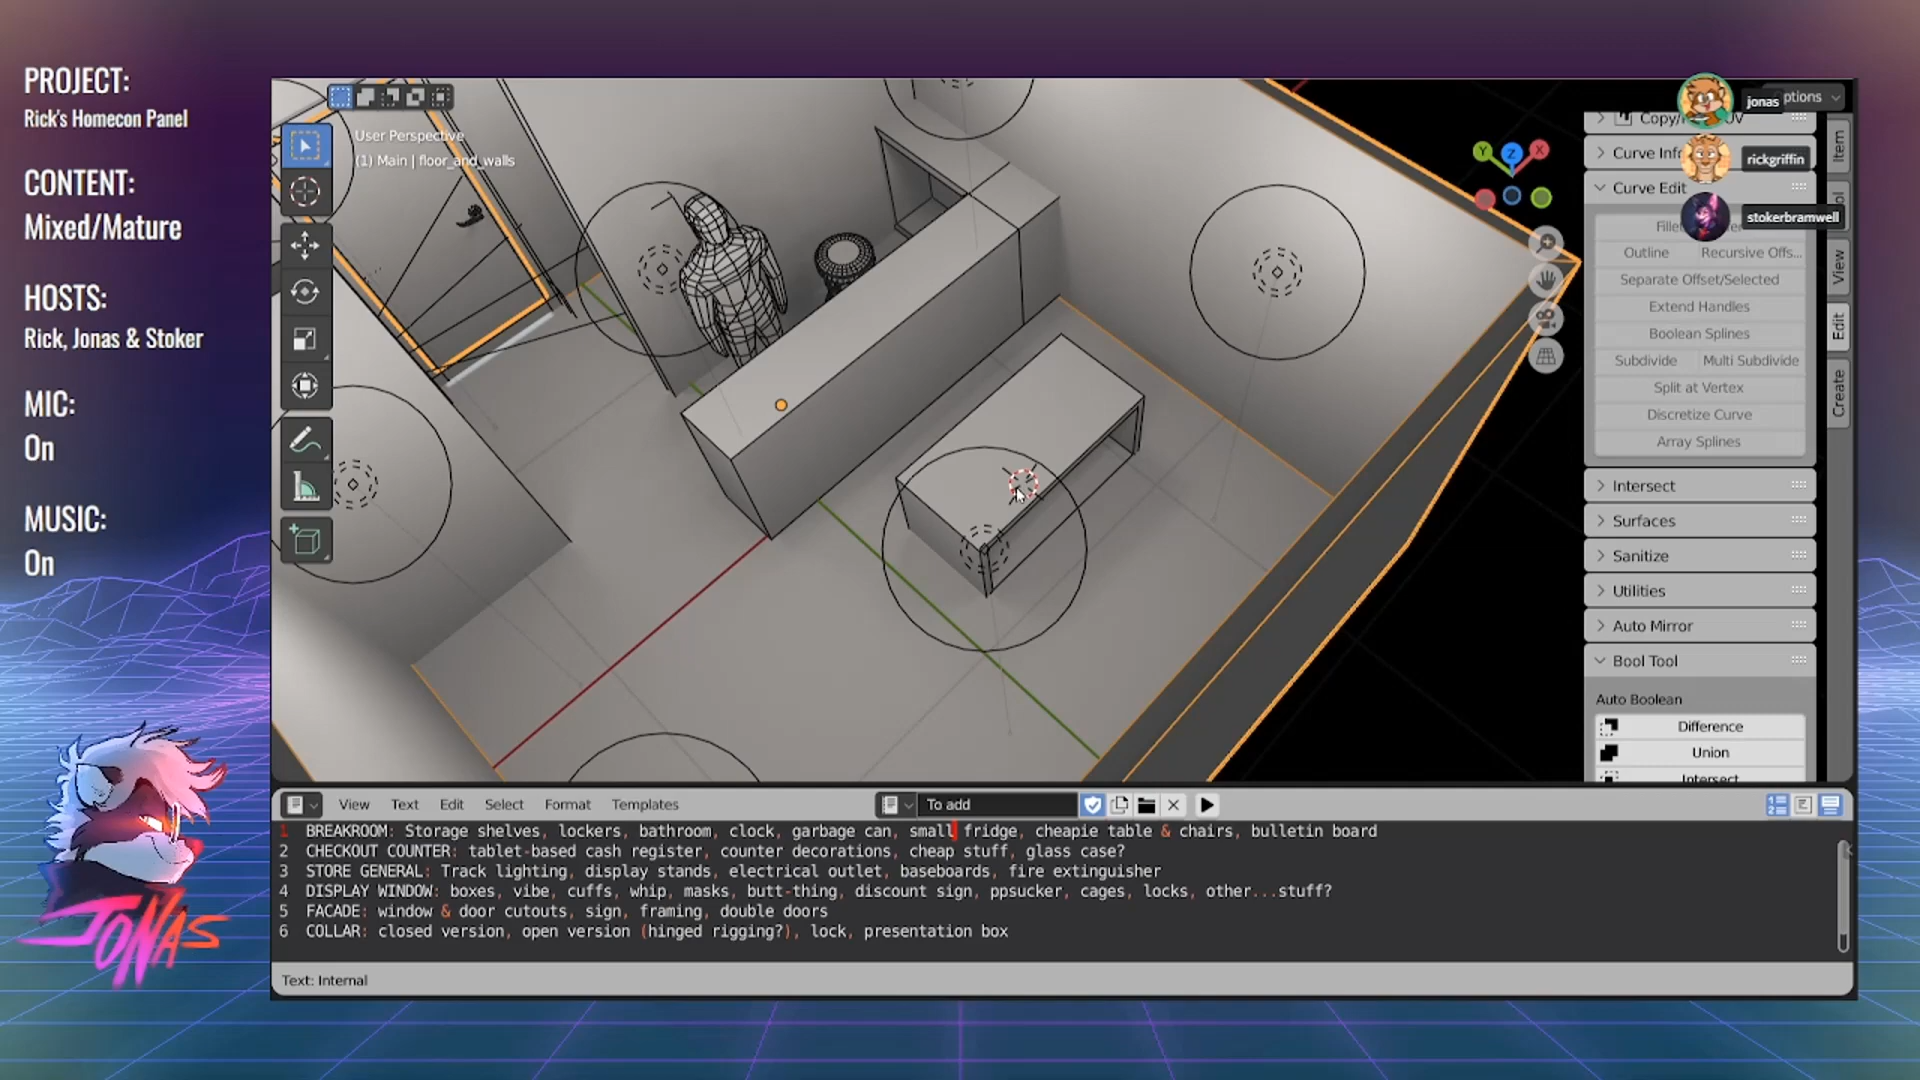 PROJECT:
Rick's Homecon Panel
CONTENT:
Mixed/Mature
HOSTS:
Rick, Jonas & Stoker
MIC:
On
MUSIC:
On
JONAS
User Perspective
(1) Main | floor_and_walls
Y
Z
X
jonas
ptions
rickgriffin
stokerbramwell
Curve Edit
Outline
Recursive Offs...
Separate Offset/Selected
Extend Handles
Boolean Splines
Subdivide
Multi Subdivide
Split at Vertex
Discretize Curve
Array Splines
Intersect
Surfaces
Sanitize
Utilities
Auto Mirror
Bool Tool
Auto Boolean
Difference
Union
Intersect
Item
View
Edit
Create
View Text Edit Select Format Templates
To add
1 BREAKROOM: Storage shelves, lockers, bathroom, clock, garbage can, small fridge, cheapie table & chairs, bulletin board
2 CHECKOUT COUNTER: tablet-based cash register, counter decorations, cheap stuff, glass case?
3 STORE GENERAL: Track lighting, display stands, electrical outlet, baseboards, fire extinguisher
4 DISPLAY WINDOW: boxes, vibe, cuffs, whip, masks, butt-thing, discount sign, ppsucker, cages, locks, other...stuff?
5 FACADE: window & door cutouts, sign, framing, double doors
6 COLLAR: closed version, open version (hinged rigging?), lock, presentation box
Text: Internal